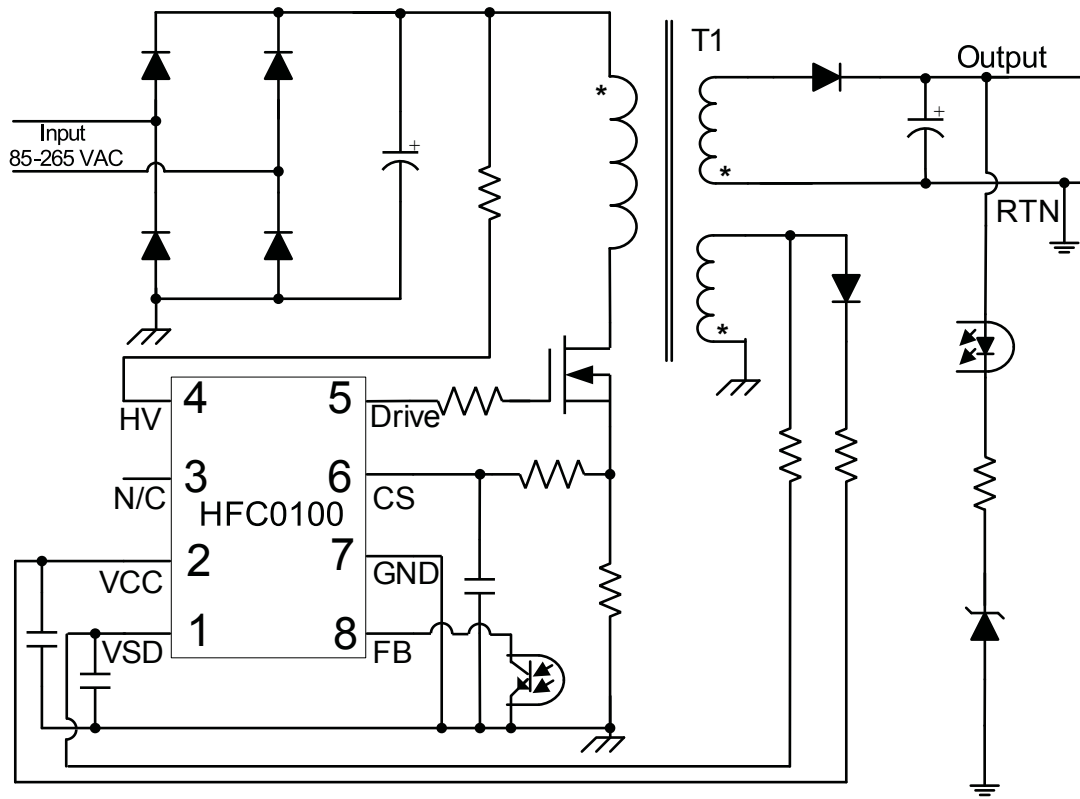 T1
*
Output
Input
85-265 VAC
+
+
*
RTN
*
4
5
HV
Drive
3
6
N/C
CS
HFC0100
2
7
VCC
GND
1
8
VSD
FB